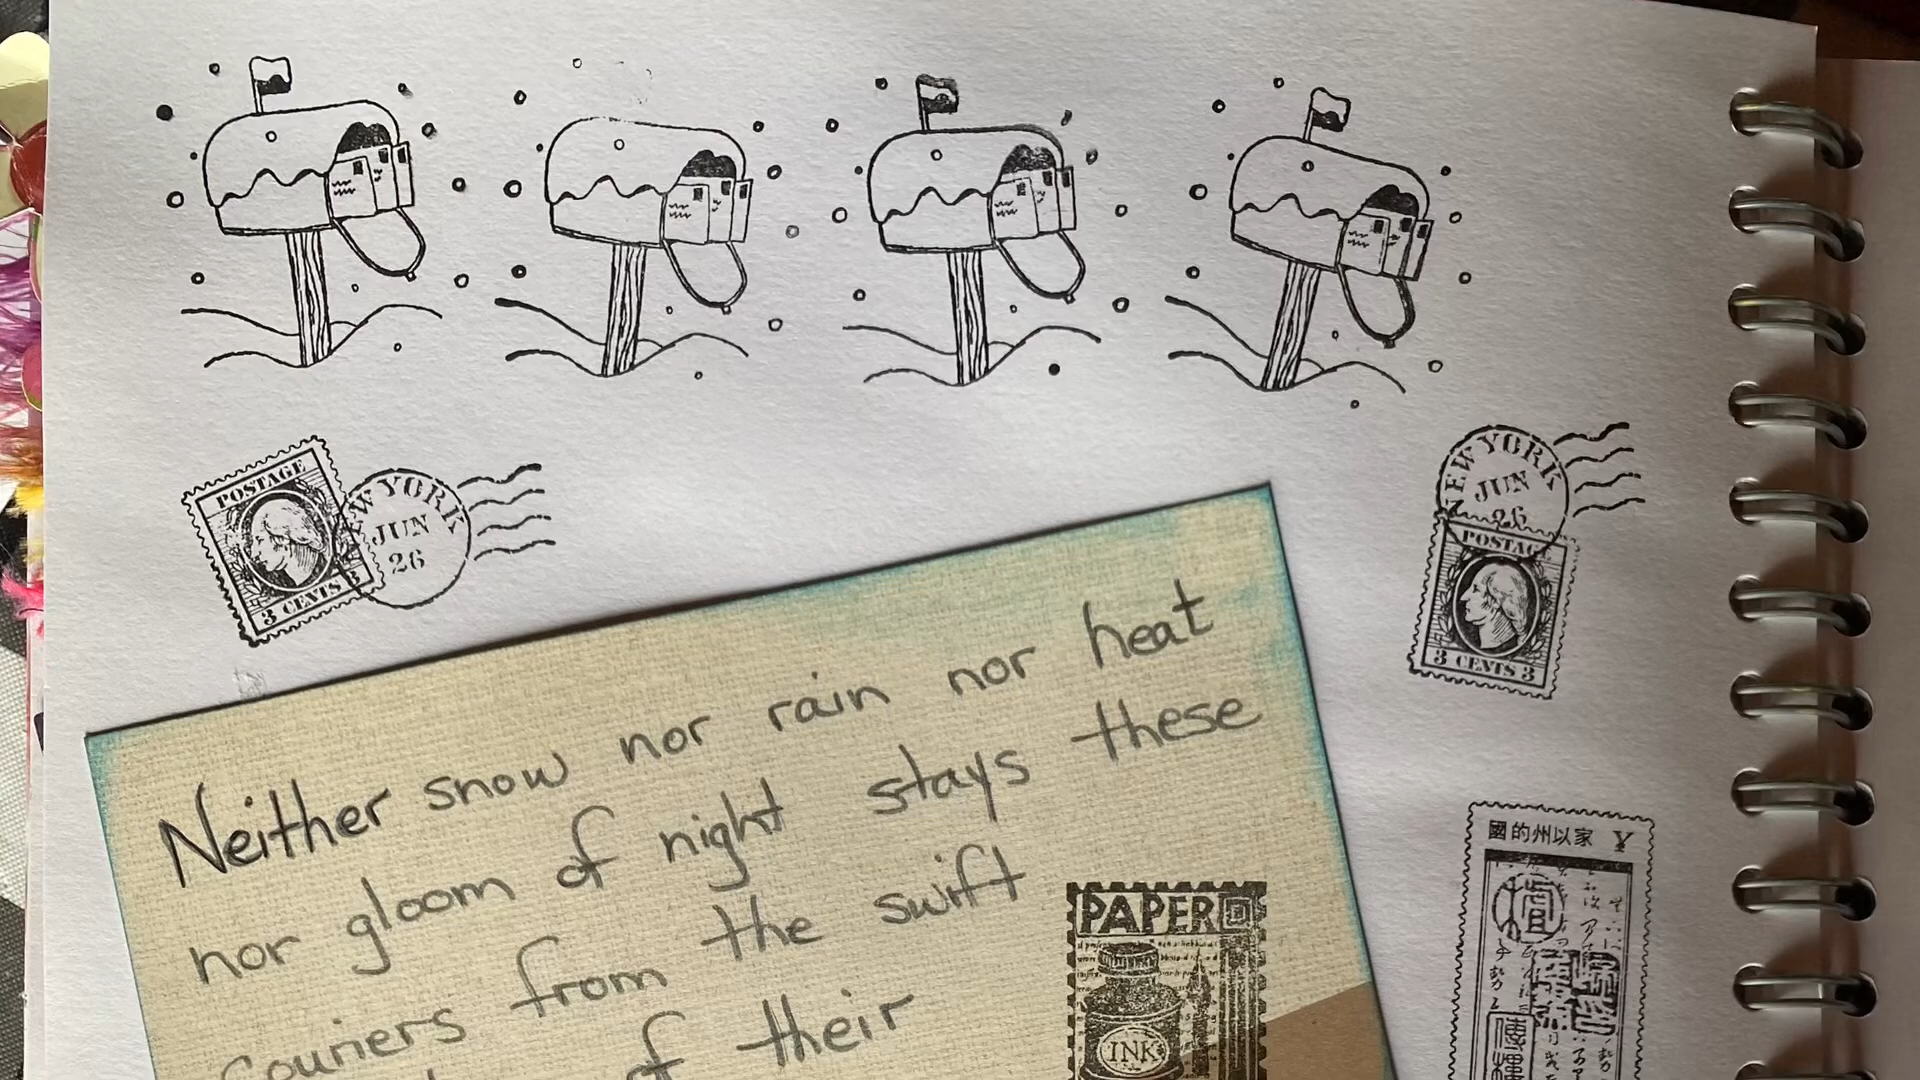 POSTAGE
3 CENTS 3
EW YORK
JUN
26
NEW YORK
JUN
26
POSTAGE
3 CENTS 3
Neither snow nor rain nor heat
nor gloom of night stays these
Couriers from the swift
of their
PAPER
INK
國的州以家